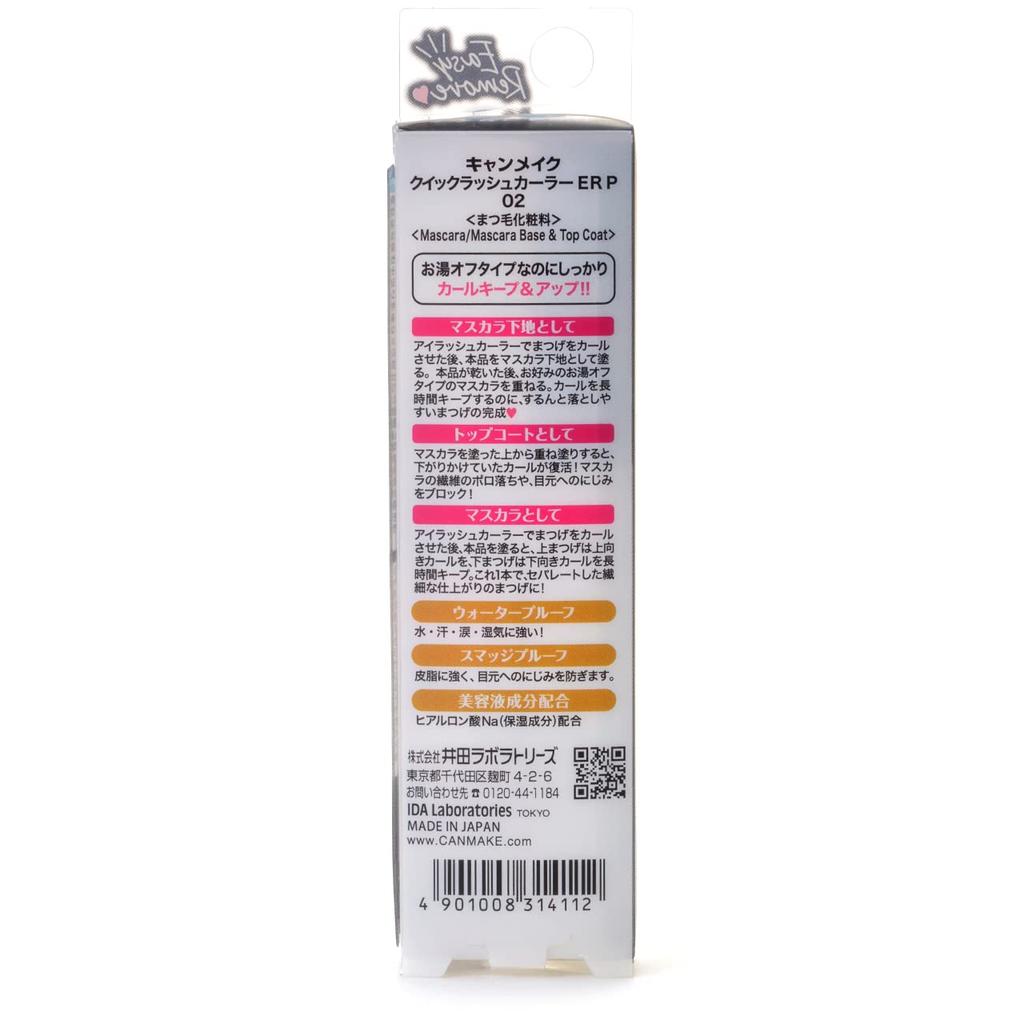 Easy
Remove
キャンメイク
クイックラッシュカーラー ER P
02
<まつ毛化粧料>
<Mascara/Mascara Base & Top Coat>
お湯オフタイプなのにしっかり
カールキープ&アップ!!
マスカラ下地として
アイラッシュカーラーでまつげをカール
させた後、本品をマスカラ下地として塗
る。本品が乾いた後、お好みのお湯オフ
タイプのマスカラを重ねる。カールを長
時間キープするのに、するんと落としや
すいまつげの完成♥
トップコートとして
マスカラを塗った上から重ね塗りすると、
下がりかけていたカールが復活!マスカ
ラの繊維のポロ落ちや、目元へのにじみ
をブロック!
マスカラとして
アイラッシュカーラーでまつげをカール
させた後、本品を塗ると、上まつげは上向
きカールを、下まつげは下向きカールを長
時間キープ。これ1本で、セパレートした繊
細な仕上がりのまつげに!
ウォータープルーフ
水・汗・涙・湿気に強い!
スマッジプルーフ
皮脂に強く、目元へのにじみを防ぎます。
美容液成分配合
ヒアルロン酸Na(保湿成分)配合
株式会社 井田ラボラトリーズ
東京都千代田区麹町 4-2-6
お問い合わせ先 ☎ 0120-44-1184
IDA Laboratories TOKYO
MADE IN JAPAN
www.CANMAKE.com
4 901008 314112